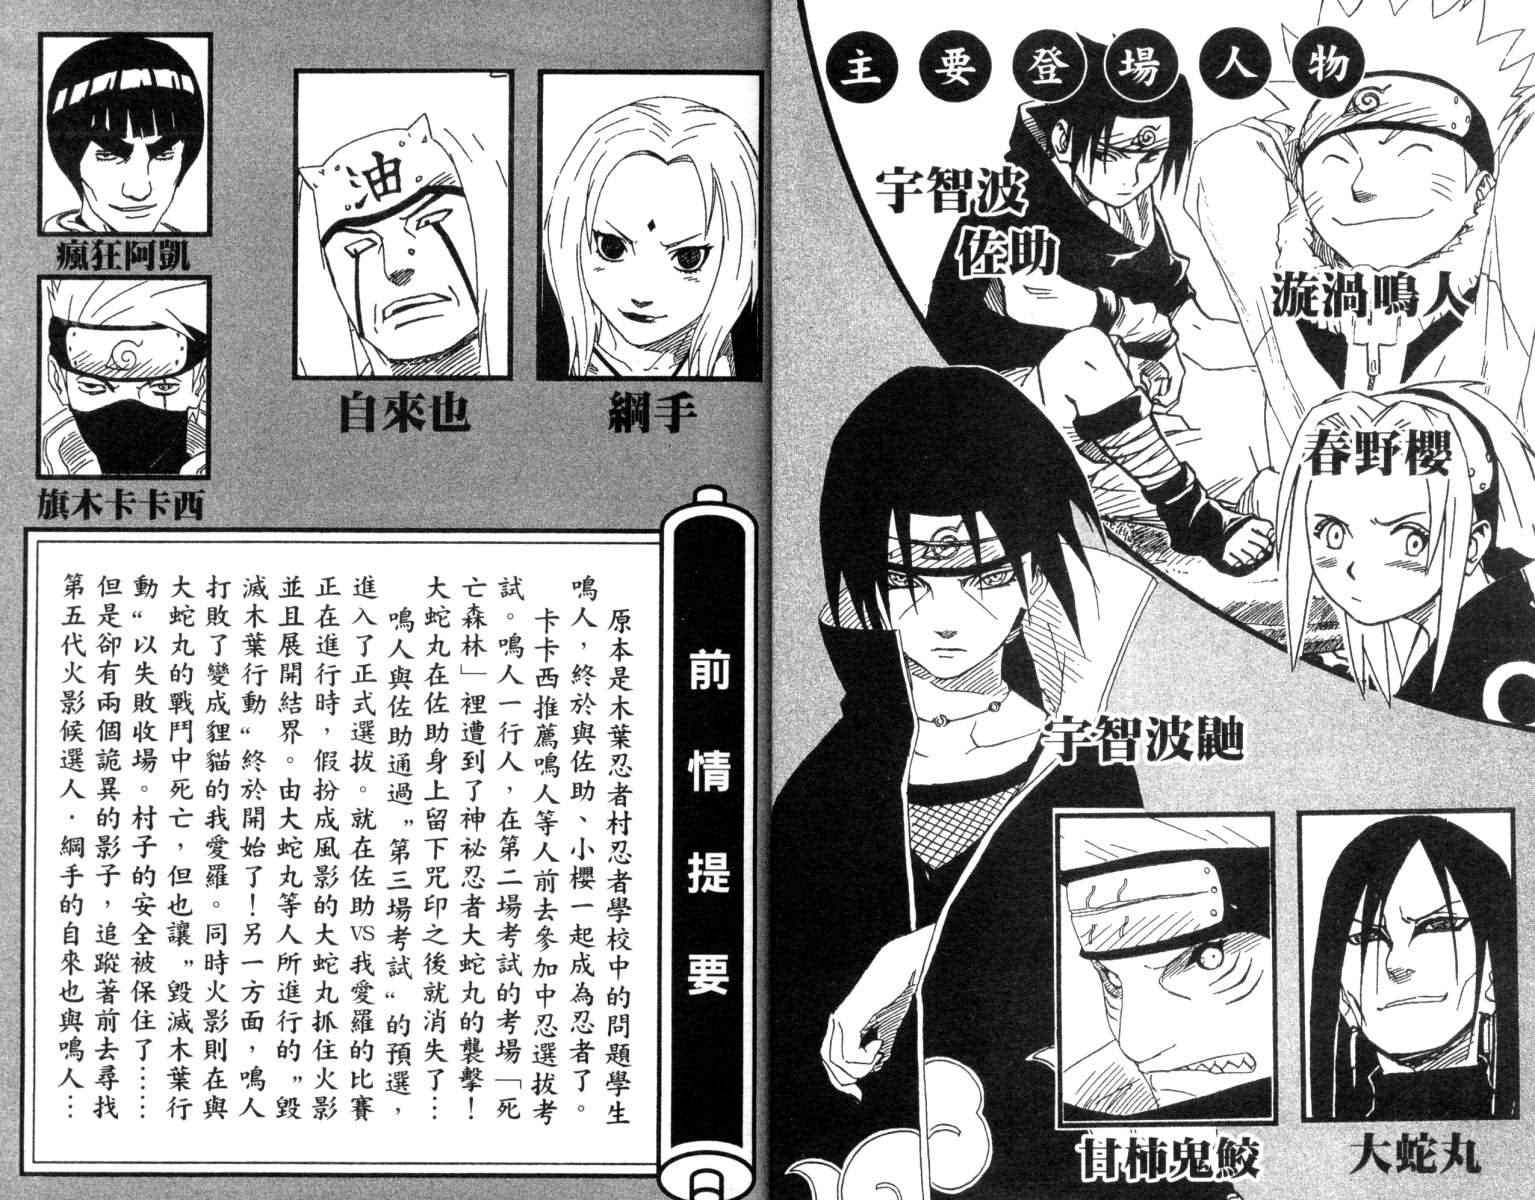 主要登場人物
宇智波
佐助
漩渦鳴人
春野櫻
宇智波鼬
甘柿鬼鮫
大蛇丸
綱手
油
自來也
瘋狂阿凱
旗木卡卡西
前情提要
原本是木葉忍者村忍者學校中的問題學生
鳴人，終於與佐助、小櫻一起成為忍者了。
卡卡西推薦鳴人等人前去參加中忍選拔考
試。鳴人一行人，在第二場考試的考場「死
亡森林」裡遭到了神祕忍者大蛇丸的襲擊！
大蛇丸在佐助身上留下咒印之後就消失了…
鳴人與佐助通過〞第三場考試〝的預選，
進入了正式選拔。就在佐助VS我愛羅的比賽
正在進行時，假扮成風影的大蛇丸抓住火影
並且展開結界。由大蛇丸等人所進行的〞毀
滅木葉行動〝終於開始了！另一方面，鳴人
打敗了變成貍貓的我愛羅。同時火影則在與
大蛇丸的戰鬥中死亡，但也讓〞毀滅木葉行
動〝以失敗收場。村子的安全被保住了……
但是卻有兩個詭異的影子，追蹤著前去尋找
第五代火影候選人·綱手的自來也與鳴人…